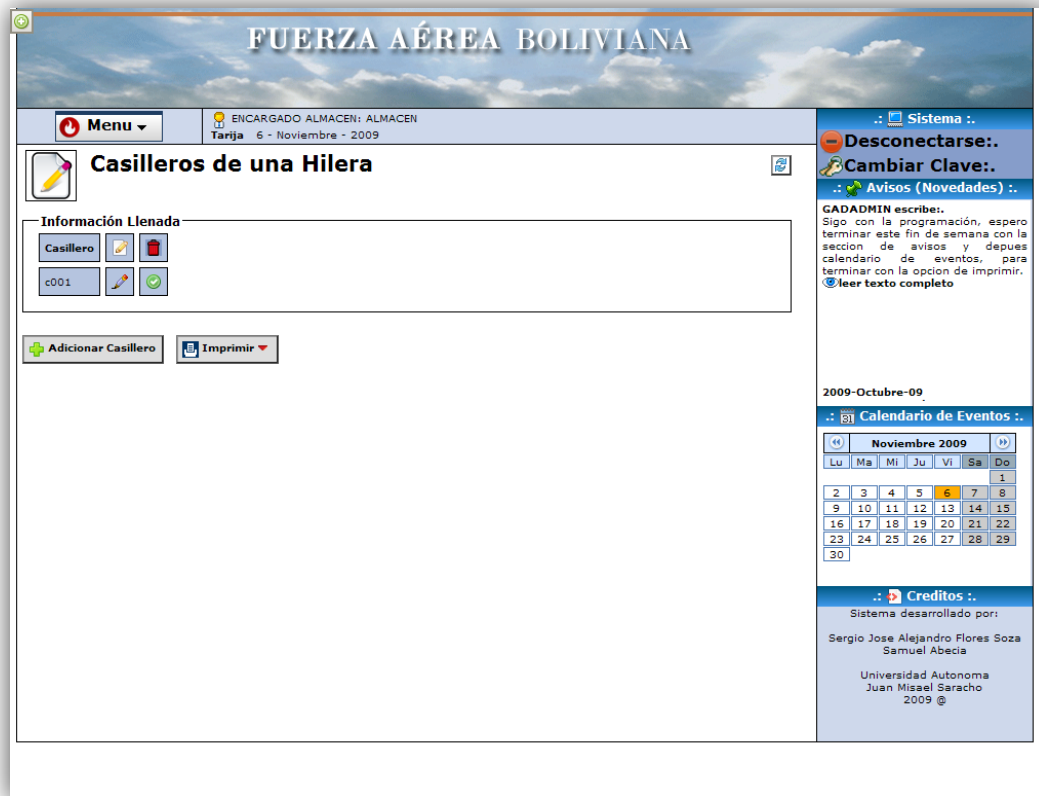 FUERZA AÉREA BOLIVIANA
Menu
ENCARGADO ALMACEN: ALMACEN
Tarija 6 - Noviembre - 2009
Casilleros de una Hilera
Información Llenada
Casillero
c001
Adicionar Casillero
Imprimir
.: Sistema :.
Desconectarse:.
Cambiar Clave:.
.: Avisos (Novedades) :.
GADADMIN escribe:.
Sigo con la programación, espero
terminar este fin de semana con la
seccion de avisos y depues
calendario de eventos, para
terminar con la opcion de imprimir.
leer texto completo
2009-Octubre-09
.: 31 Calendario de Eventos :.
Noviembre 2009
Lu Ma Mi Ju Vi Sa Do
1
2 3 4 5 6 7 8
9 10 11 12 13 14 15
16 17 18 19 20 21 22
23 24 25 26 27 28 29
30
.: Creditos :.
Sistema desarrollado por:
Sergio Jose Alejandro Flores Soza
Samuel Abecia
Universidad Autonoma
Juan Misael Saracho
2009 @